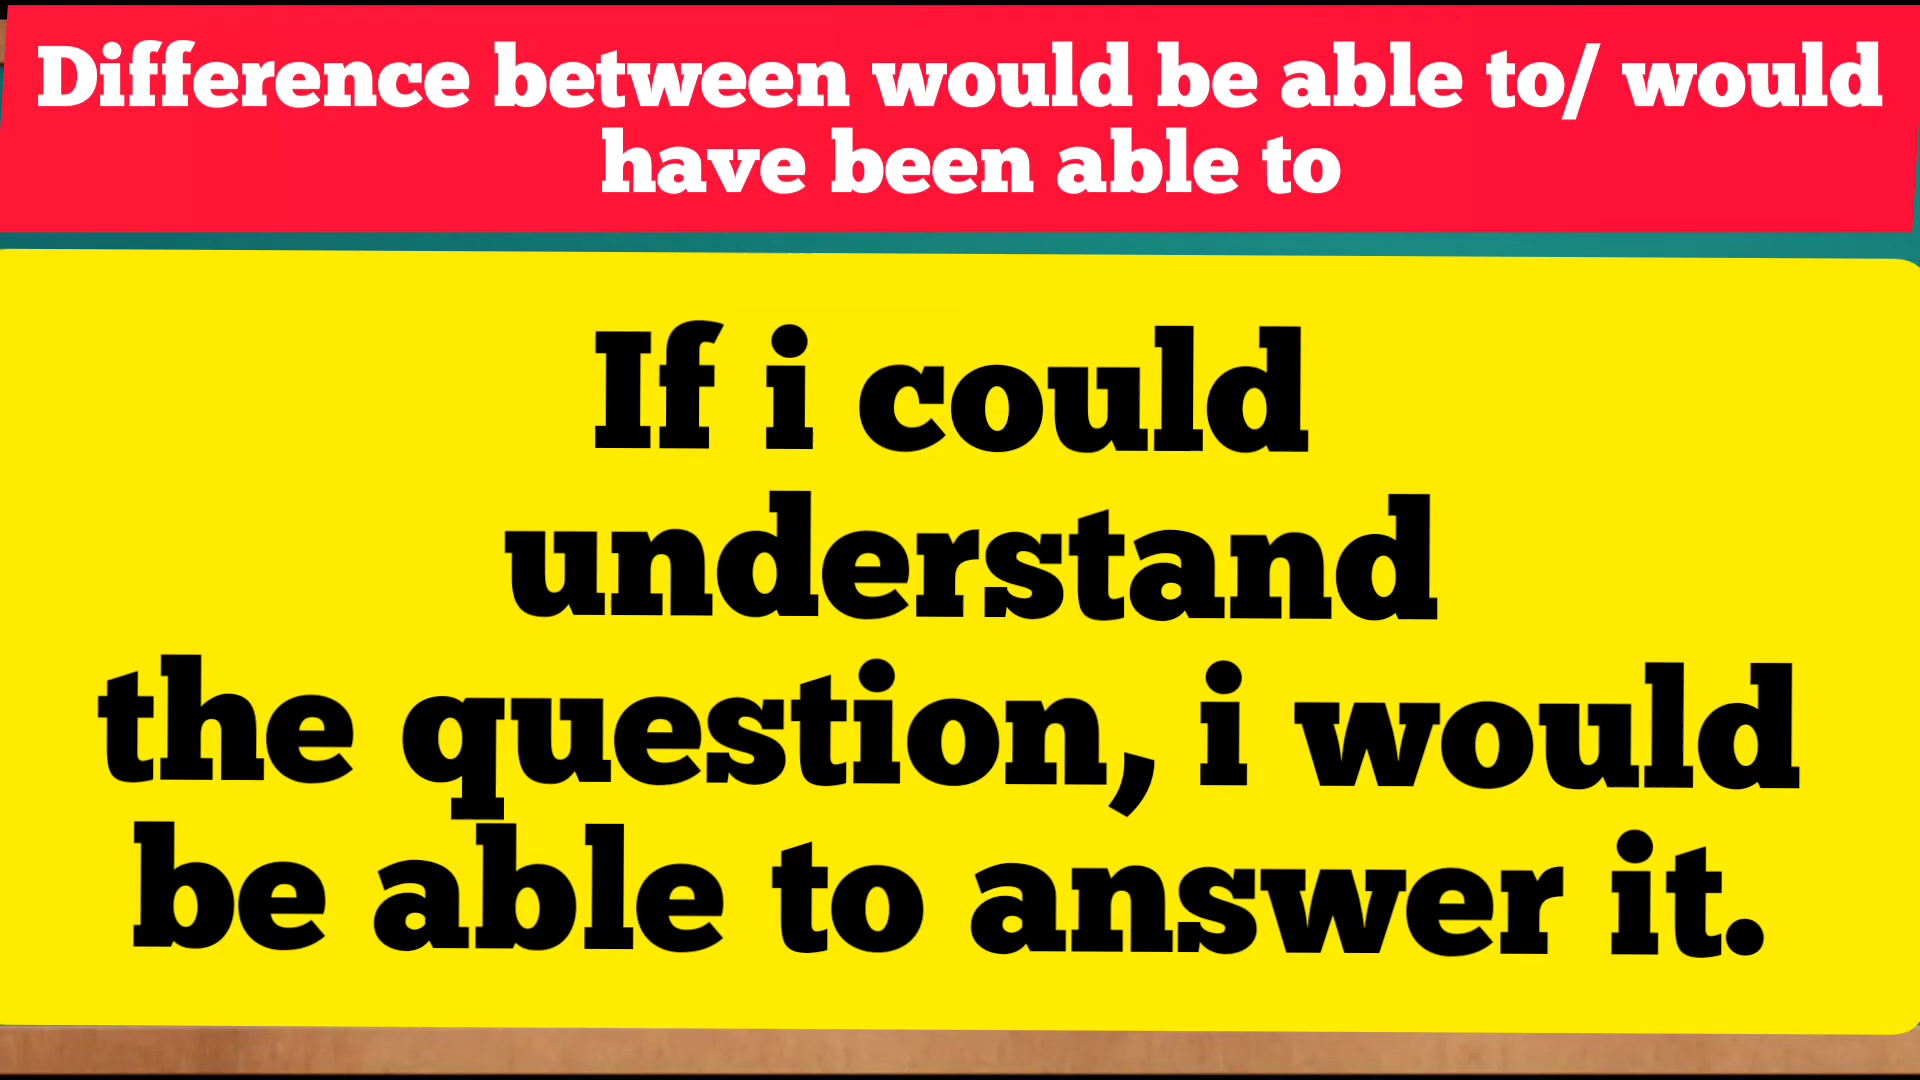 Difference between would be able to/ would
have been able to
If i could
understand
the question, i would
be able to answer it.